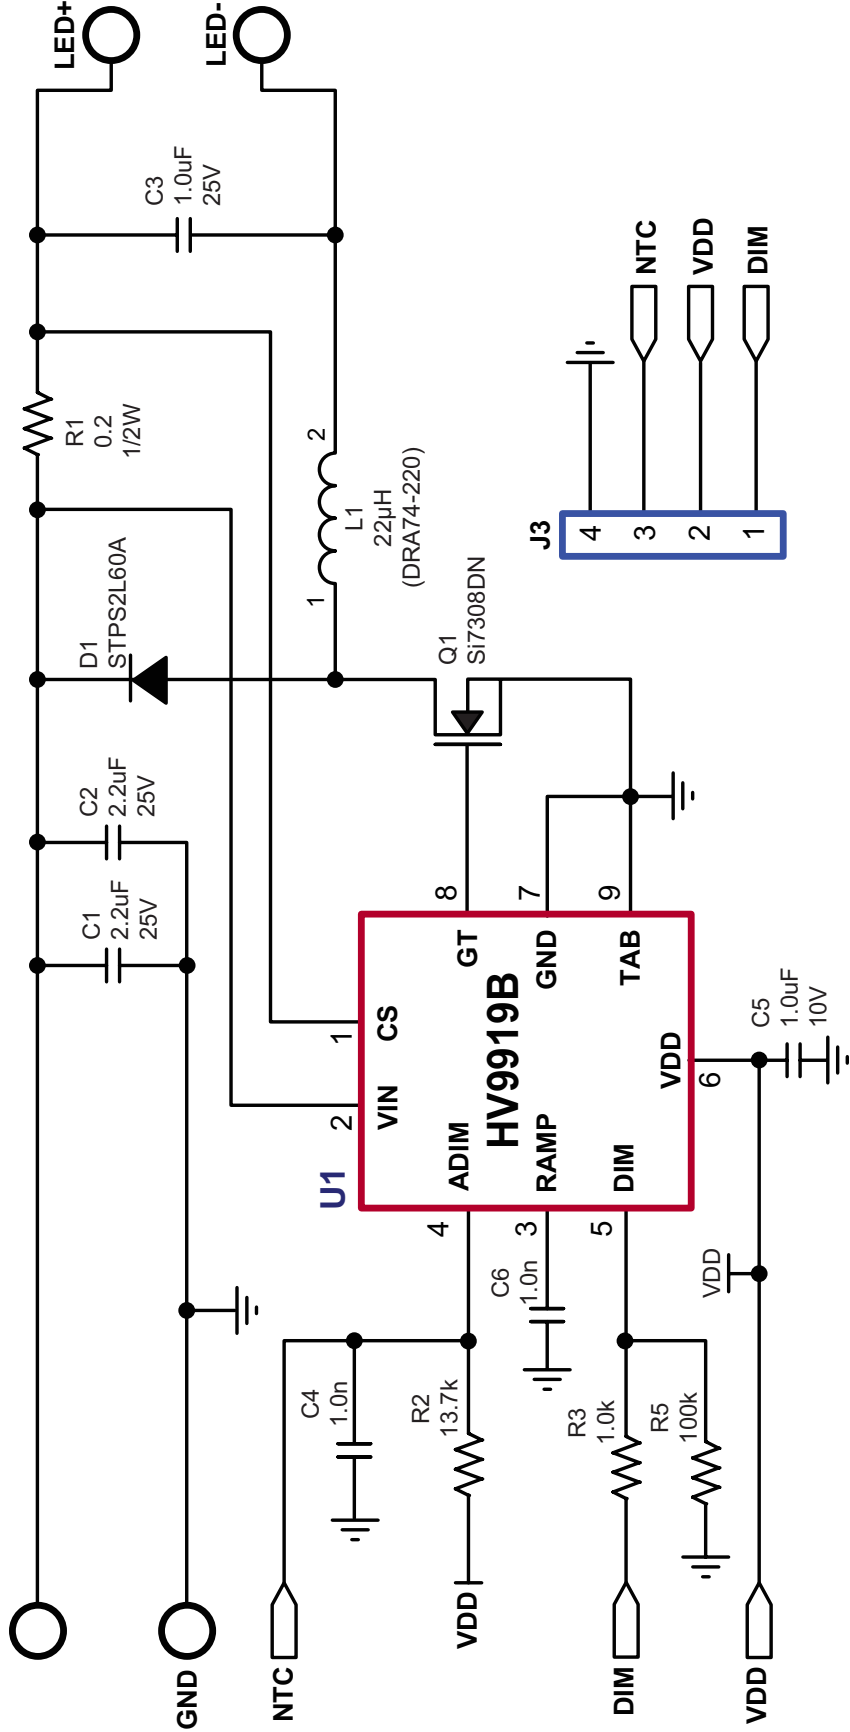 LED+
LED-
C3
1.0uF
25V
R1
0.2
1/2W
D1
STPS2L60A
C2
2.2uF
25V
C1
2.2uF
25V
1
2
L1
22µH
(DRA74-220)
Q1
Si7308DN
J3
4
3
2
1
NTC
VDD
DIM
U1
HV9919B
2
VIN
1
CS
4
ADIM
3
RAMP
5
DIM
8
GT
7
GND
9
TAB
VDD
6
C5
1.0uF
10V
C4
1.0n
R2
13.7k
C6
1.0n
R3
1.0k
R5
100k
VDD
GND
NTC
VDD
DIM
VDD